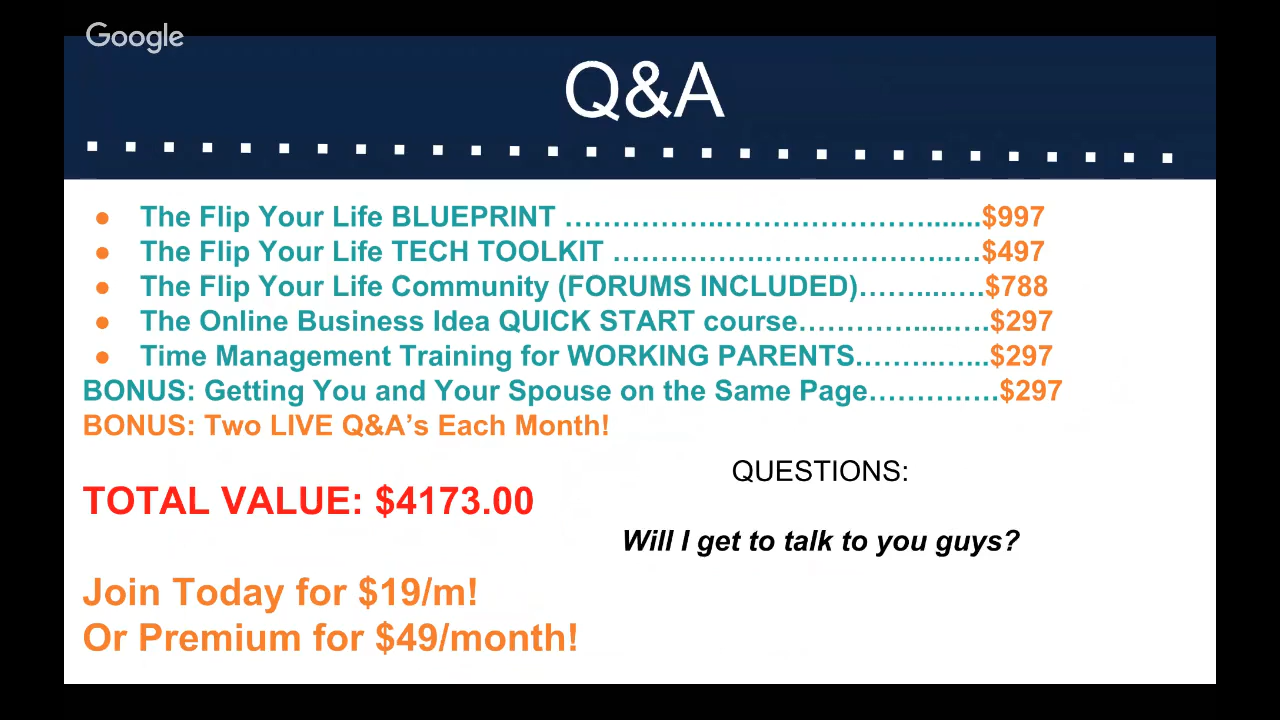 Google
Q&A
● The Flip Your Life BLUEPRINT ……………..…………………….......$997
● The Flip Your Life TECH TOOLKIT …………….………………..…$497
● The Flip Your Life Community (FORUMS INCLUDED)……....….$788
● The Online Business Idea QUICK START course………….....….$297
● Time Management Training for WORKING PARENTS……..…...$297
BONUS: Getting You and Your Spouse on the Same Page……….….$297
BONUS: Two LIVE Q&A’s Each Month!
QUESTIONS:
TOTAL VALUE: $4173.00
Will I get to talk to you guys?
Join Today for $19/m!
Or Premium for $49/month!